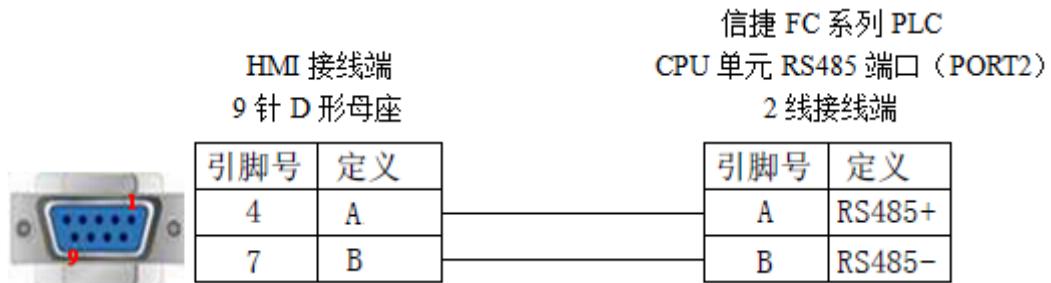 信捷 FC 系列 PLC
HMI 接线端
CPU 单元 RS485 端口（PORT2）
9 针 D 形母座
2 线接线端
引脚号 定义
引脚号 定义
1
4 A
A RS485+
9
7 B
B RS485-